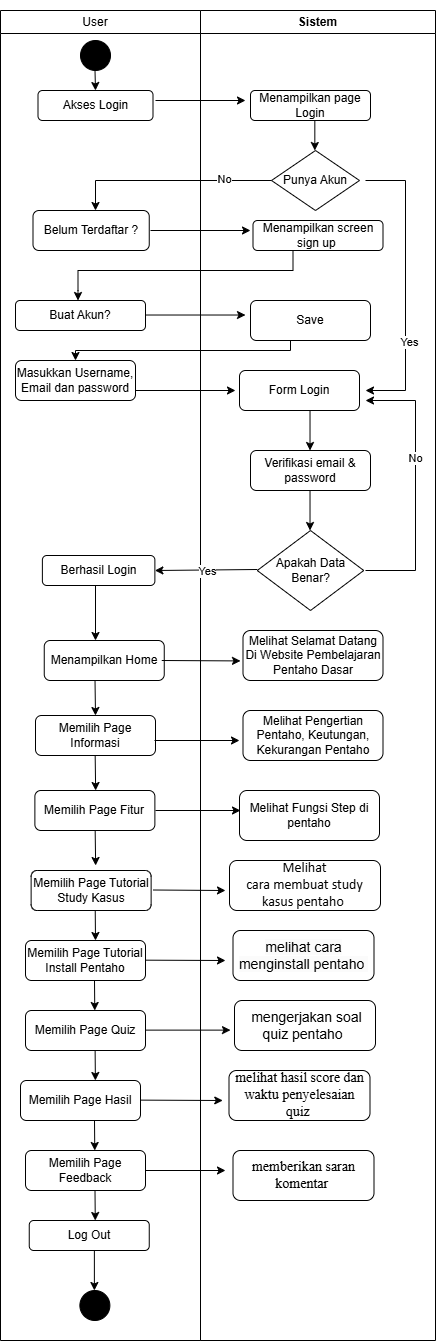 User
Sistem
Akses Login
Menampilkan page
Login
No
Punya Akun
Belum Terdaftar ?
Menampilkan screen
sign up
Buat Akun?
Save
Yes
Masukkan Username,
Email dan password
Form Login
No
Verifikasi email &
password
Berhasil Login
Yes
Apakah Data
Benar?
Menampilkan Home
Melihat Selamat Datang
Di Website Pembelajaran
Pentaho Dasar
Memilih Page
Informasi
Melihat Pengertian
Pentaho, Keutungan,
Kekurangan Pentaho
Memilih Page Fitur
Melihat Fungsi Step di
pentaho
Memilih Page Tutorial
Study Kasus
Melihat
cara membuat study
kasus pentaho
Memilih Page Tutorial
Install Pentaho
melihat cara
menginstall pentaho
Memilih Page Quiz
mengerjakan soal
quiz pentaho
Memilih Page Hasil
melihat hasil score dan
waktu penyelesaian
quiz
Memilih Page
Feedback
memberikan saran
komentar
Log Out